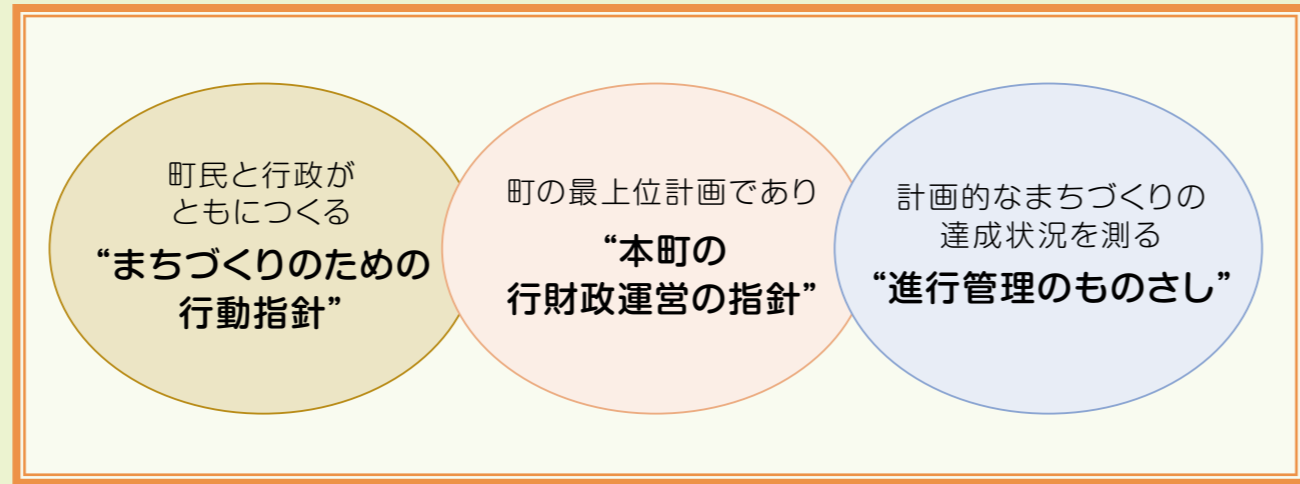 町民と行政が
ともにつくる
“まちづくりのための
行動指針”
町の最上位計画であり
“本町の
行財政運営の指針”
計画的なまちづくりの
達成状況を測る
“進行管理のものさし”